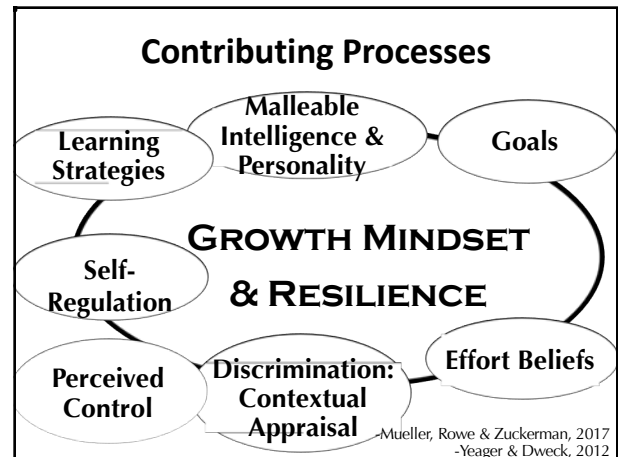 Contributing Processes
Malleable
Intelligence &
Personality
Goals
Learning
Strategies
GROWTH MINDSET
& RESILIENCE
Self-
Regulation
Effort Beliefs
Perceived
Control
Discrimination:
Contextual
Appraisal
-Mueller, Rowe & Zuckerman, 2017
-Yeager & Dweck, 2012